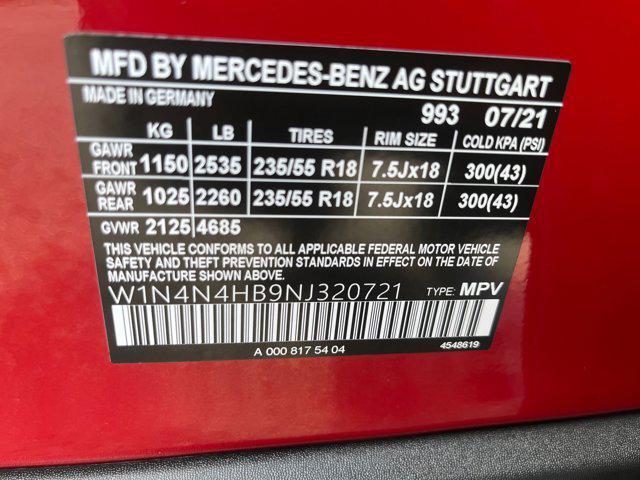 MFD BY MERCEDES-BENZ AG STUTTGART
MADE IN GERMANY 993 07/21
KG LB TIRES RIM SIZE COLD KPA (PSI)
GAWR FRONT 1150 2535 235/55 R18 7.5Jx18 300(43)
GAWR REAR 1025 2260 235/55 R18 7.5Jx18 300(43)
GVWR 2125 4685
THIS VEHICLE CONFORMS TO ALL APPLICABLE FEDERAL MOTOR VEHICLE
SAFETY AND THEFT PREVENTION STANDARDS IN EFFECT ON THE DATE
OF MANUFACTURE SHOWN ABOVE.
W1N4N4HB9NJ320721 TYPE: MPV
A 000 817 54 04 4548619